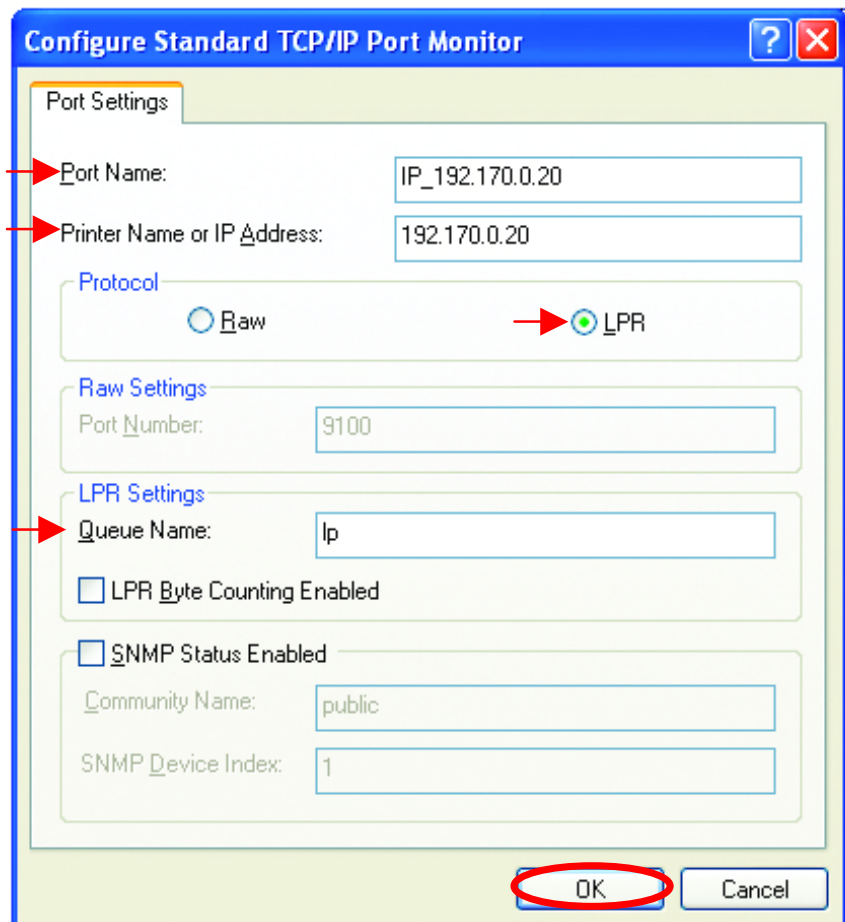 Configure Standard TCP/IP Port Monitor
Port Settings
Port Name: IP_192.170.0.20
Printer Name or IP Address: 192.170.0.20
Protocol
Raw LPR
Raw Settings
Port Number: 9100
LPR Settings
Queue Name: lp
LPR Byte Counting Enabled
SNMP Status Enabled
Community Name: public
SNMP Device Index: 1
OK Cancel